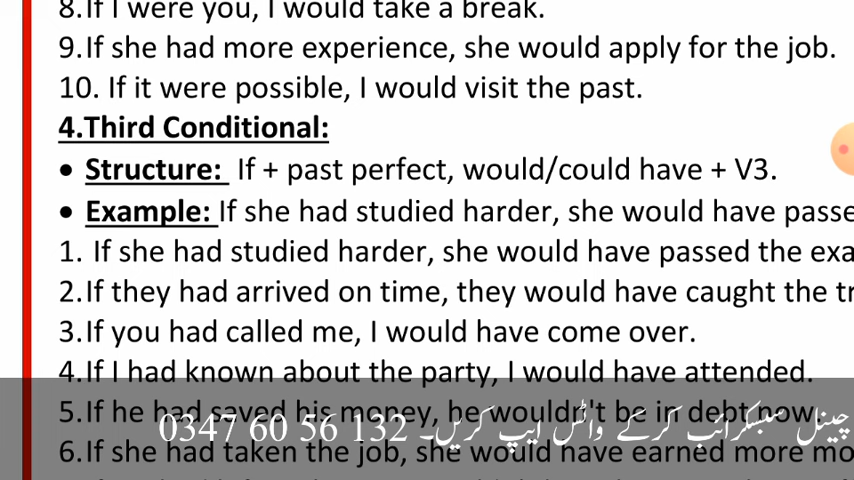 8.If I were you, I would take a break.
9.If she had more experience, she would apply for the job.
10. If it were possible, I would visit the past.
4.Third Conditional:
• Structure: If + past perfect, would/could have + V3.
• Example: If she had studied harder, she would have passe
1. If she had studied harder, she would have passed the exa
2.If they had arrived on time, they would have caught the tr
3.If you had called me, I would have come over.
4.If I had known about the party, I would have attended.
5.If he had saved his money, he wouldn't be in debt now.
چینل سبسکرائب کرکے واٹس ایپ کریں۔ 0347 60 56 132
6.If she had taken the job, she would have earned more mo